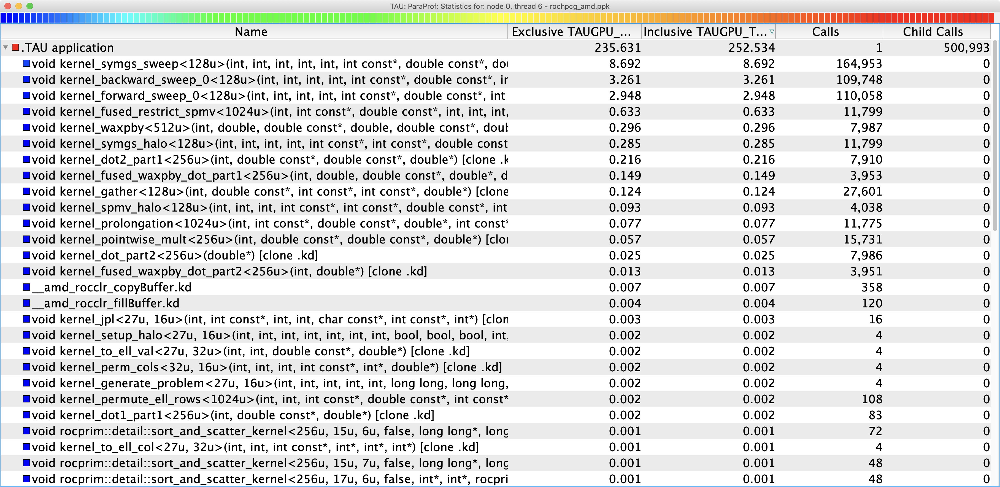 TAU: ParaProf: Statistics for: node 0, thread 6 - rochpcg_amd.ppk
Name Exclusive TAUGPU_... Inclusive TAUGPU_T... Calls Child Calls
.TAU application 235.631 252.534 1 500,993
void kernel_symgs_sweep<128u>(int, int, int, int, int const*, double const*, dou 8.692 8.692 164,953 0
void kernel_backward_sweep_0<128u>(int, int, int, int, int const*, double const*, ir 3.261 3.261 109,748 0
void kernel_forward_sweep_0<128u>(int, int, int, int, int const*, double const*, int 2.948 2.948 110,058 0
void kernel_fused_restrict_spmv<1024u>(int, int const*, double const*, int, int, int, 0.633 0.633 11,799 0
void kernel_waxpby<512u>(int, double, double const*, double, double const*, doub 0.296 0.296 7,987 0
void kernel_symgs_halo<128u>(int, int, int, int, int const*, int const*, double const 0.285 0.285 11,799 0
void kernel_dot2_part1<256u>(int, double const*, double const*, double*) [clone .k 0.216 0.216 7,910 0
void kernel_fused_waxpby_dot_part1<256u>(int, double, double const*, double*, d 0.149 0.149 3,953 0
void kernel_gather<128u>(int, double const*, int const*, int const*, double*) [clone 0.124 0.124 27,601 0
void kernel_spmv_halo<128u>(int, int, int, int const*, int const*, double const*, int 0.093 0.093 4,038 0
void kernel_prolongation<1024u>(int, int const*, double const*, double*, int const* 0.077 0.077 11,775 0
void kernel_pointwise_mult<256u>(int, double const*, double const*, double*) [clo 0.057 0.057 15,731 0
void kernel_dot_part2<256u>(double*) [clone .kd] 0.025 0.025 7,986 0
void kernel_fused_waxpby_dot_part2<256u>(int, double*) [clone .kd] 0.013 0.013 3,951 0
__amd_rocclr_copyBuffer.kd 0.007 0.007 358 0
__amd_rocclr_fillBuffer.kd 0.004 0.004 120 0
void kernel_jpl<27u, 16u>(int, int const*, int, int, char const*, int const*, int*) [clon 0.003 0.003 16 0
void kernel_setup_halo<27u, 16u>(int, int, int, int, int, int, int, bool, bool, bool, int, 0.002 0.002 4 0
void kernel_to_ell_val<27u, 32u>(int, int, double const*, double*) [clone .kd] 0.002 0.002 4 0
void kernel_perm_cols<32u, 16u>(int, int, int, int const*, int*, double*) [clone .kd] 0.002 0.002 4 0
void kernel_generate_problem<27u, 16u>(int, int, int, int, int, long long, long long, 0.002 0.002 4 0
void kernel_permute_ell_rows<1024u>(int, int, int const*, double const*, int const* 0.002 0.002 108 0
void kernel_dot1_part1<256u>(int, double const*, double*) [clone .kd] 0.002 0.002 83 0
void rocprim::detail::sort_and_scatter_kernel<256u, 15u, 6u, false, long long*, long 0.001 0.001 72 0
void kernel_to_ell_col<27u, 32u>(int, int, int const*, int*, int*, int*) [clone .kd] 0.001 0.001 4 0
void rocprim::detail::sort_and_scatter_kernel<256u, 15u, 7u, false, long long*, long 0.001 0.001 48 0
void rocprim::detail::sort_and_scatter_kernel<256u, 17u, 6u, false, int*, int*, rocpri 0.001 0.001 48 0